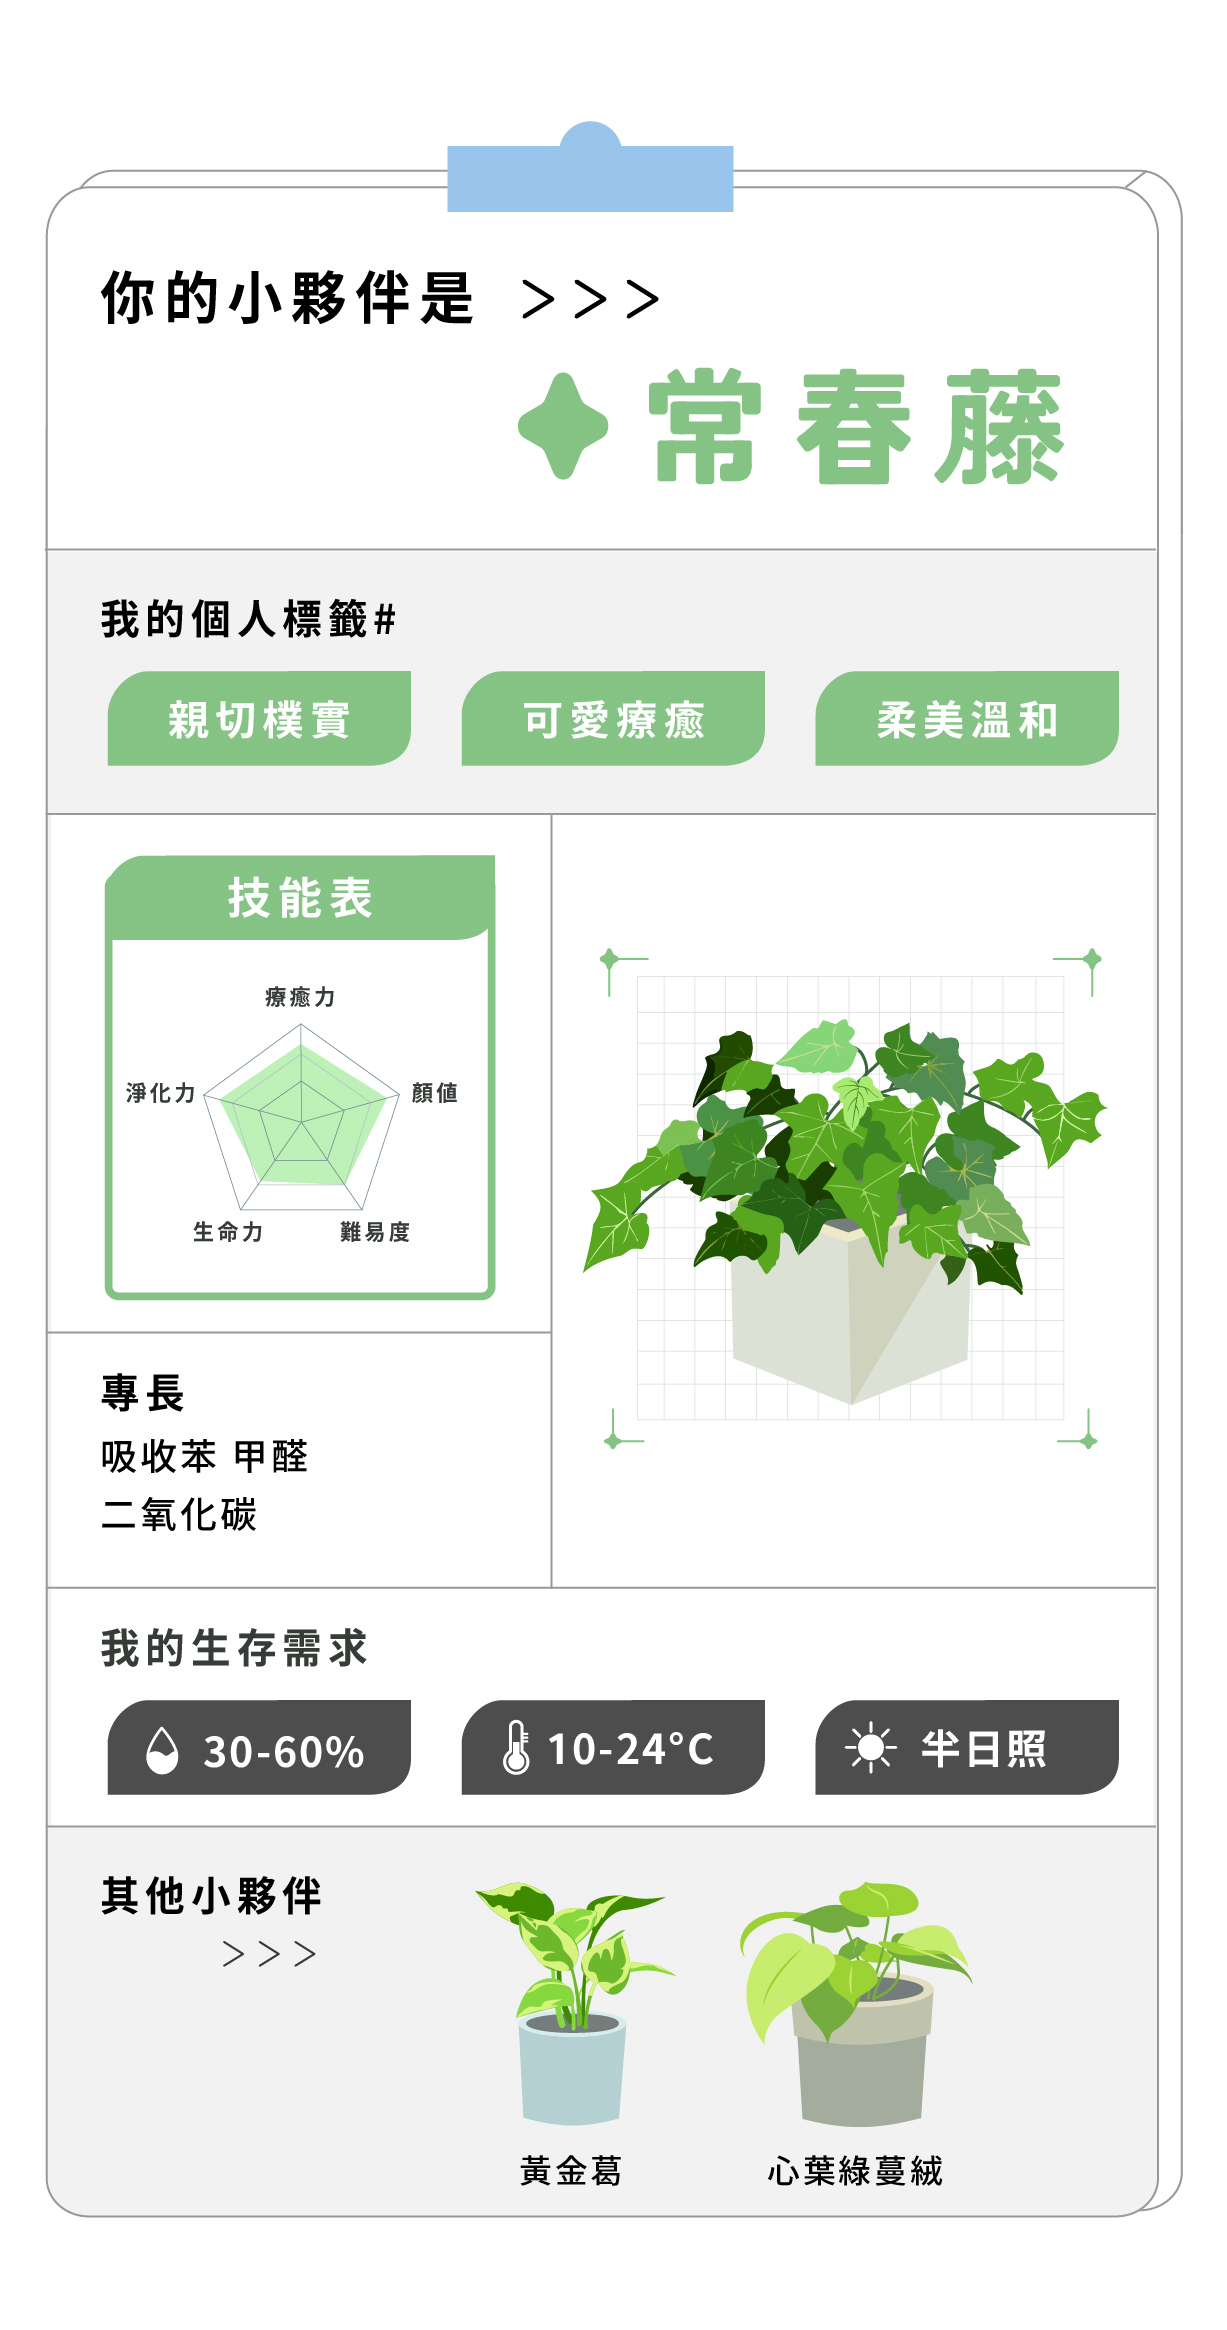 你的小夥伴是 >>>
常春藤
我的個人標籤#
親切樸實
可愛療癒
柔美溫和
技能表
療癒力
淨化力
顏值
生命力
難易度
專長
吸收苯 甲醛
二氧化碳
我的生存需求
30-60%
10-24°C
半日照
其他小夥伴
>>>
黃金葛
心葉綠蔓絨